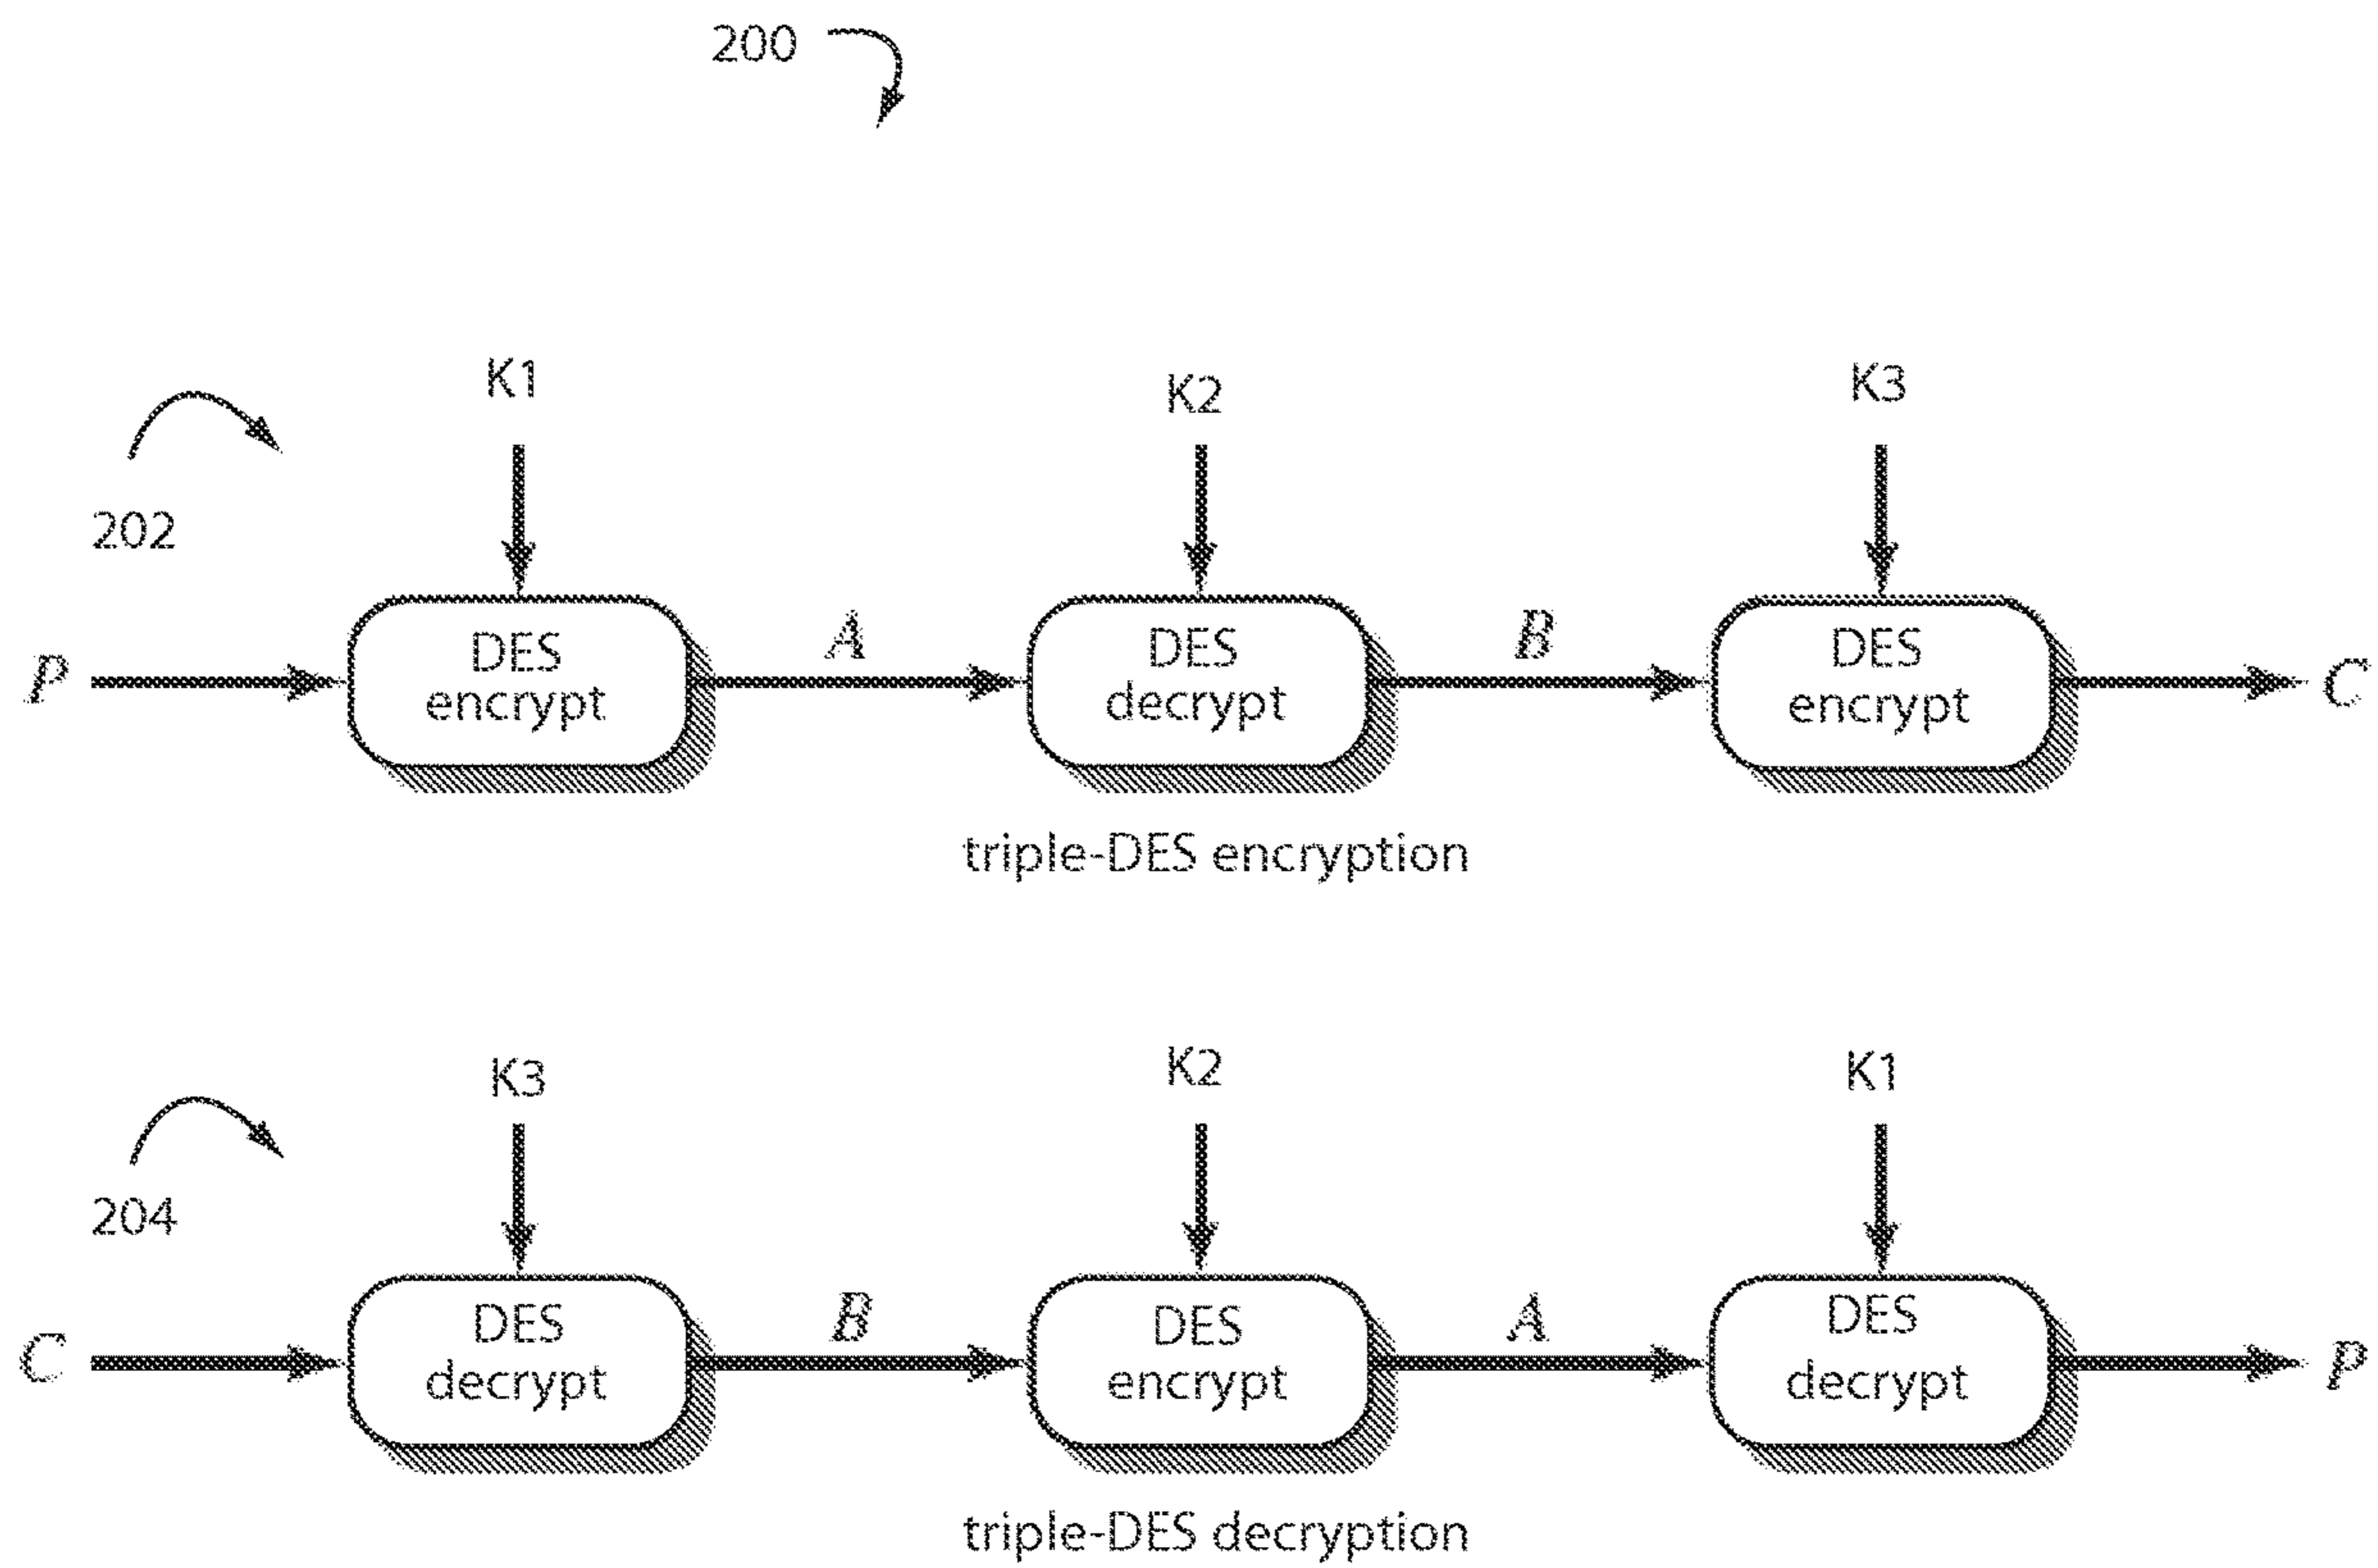 200
K1
K2
K3
202
P
DES
encrypt
A
DES
decrypt
B
DES
encrypt
C
triple-DES encryption
K3
K2
K1
204
C
DES
decrypt
B
DES
encrypt
A
DES
decrypt
P
triple-DES decryption